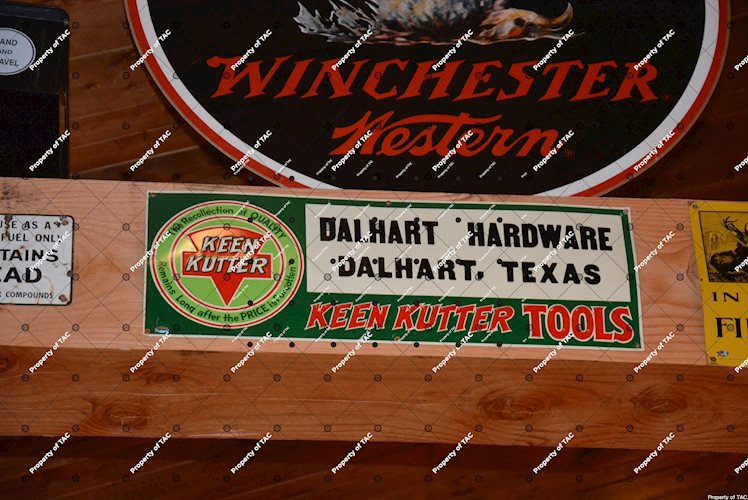 WINCHESTER
Western
AND
AVEL
USE AS A
FUEL ONLY
TAINS
EAD
COMPOUNDS
The Recollection of QUALITY
KEEN
KUTTER
Remains Long after the PRICE is Forgotten
DALHART HARDWARE
DALHART, TEXAS
KEEN KUTTER TOOLS
IN
FI
Property of TAC